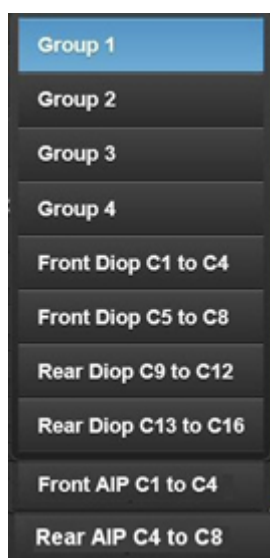 Group 1
Group 2
Group 3
Group 4
Front Diop C1 to C4
Front Diop C5 to C8
Rear Diop C9 to C12
Rear Diop C13 to C16
Front AIP C1 to C4
Rear AIP C4 to C8